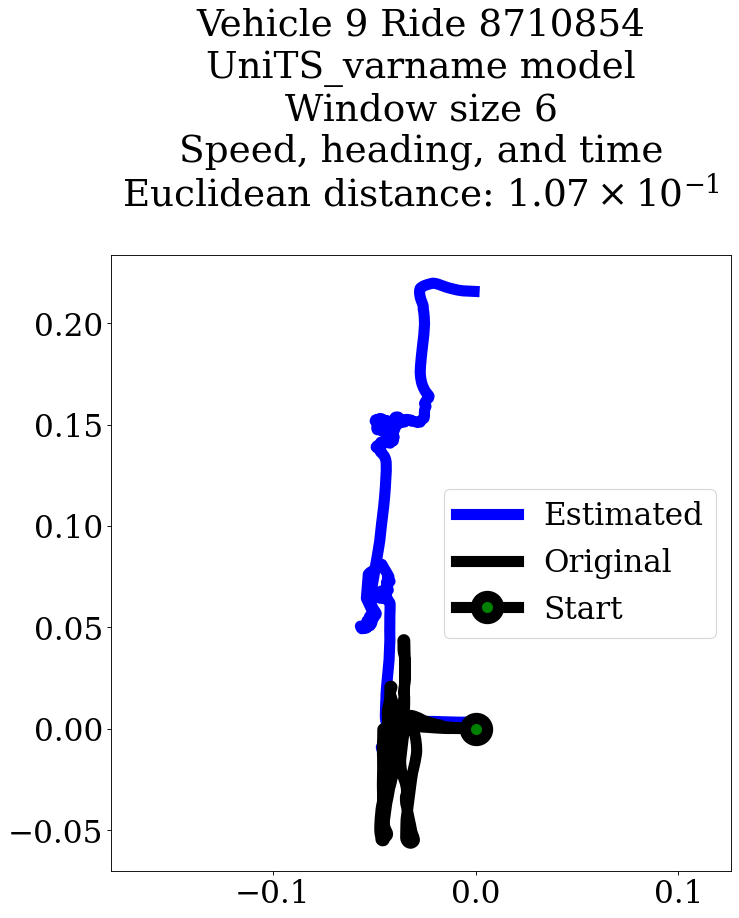 Vehicle 9 Ride 8710854
UniTS_varname model
Window size 6
Speed, heading, and time
Euclidean distance: 1.07 × 10⁻¹
0.20
0.15
0.10
0.05
0.00
−0.05
−0.1
0.0
0.1
Estimated
Original
Start